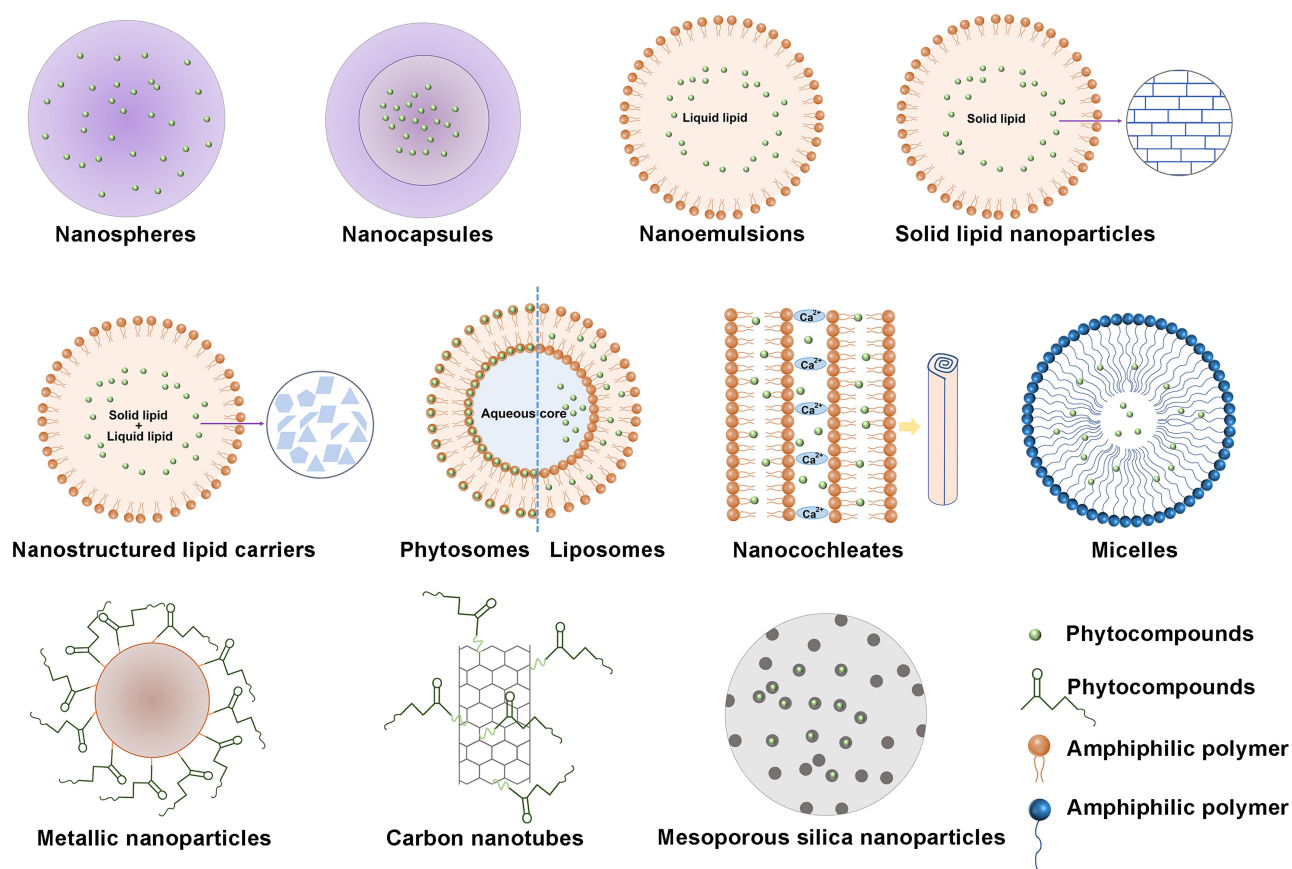 Liquid lipid
Solid lipid
Nanospheres
Nanocapsules
Nanoemulsions
Solid lipid nanoparticles
Solid lipid
+
Liquid lipid
Aqueous core
Ca2+
Ca2+
Ca2+
Ca2+
Ca2+
Nanostructured lipid carriers
Phytosomes
Liposomes
Nanocochleates
Micelles
Phytocompounds
Phytocompounds
Amphiphilic polymer
Amphiphilic polymer
Metallic nanoparticles
Carbon nanotubes
Mesoporous silica nanoparticles